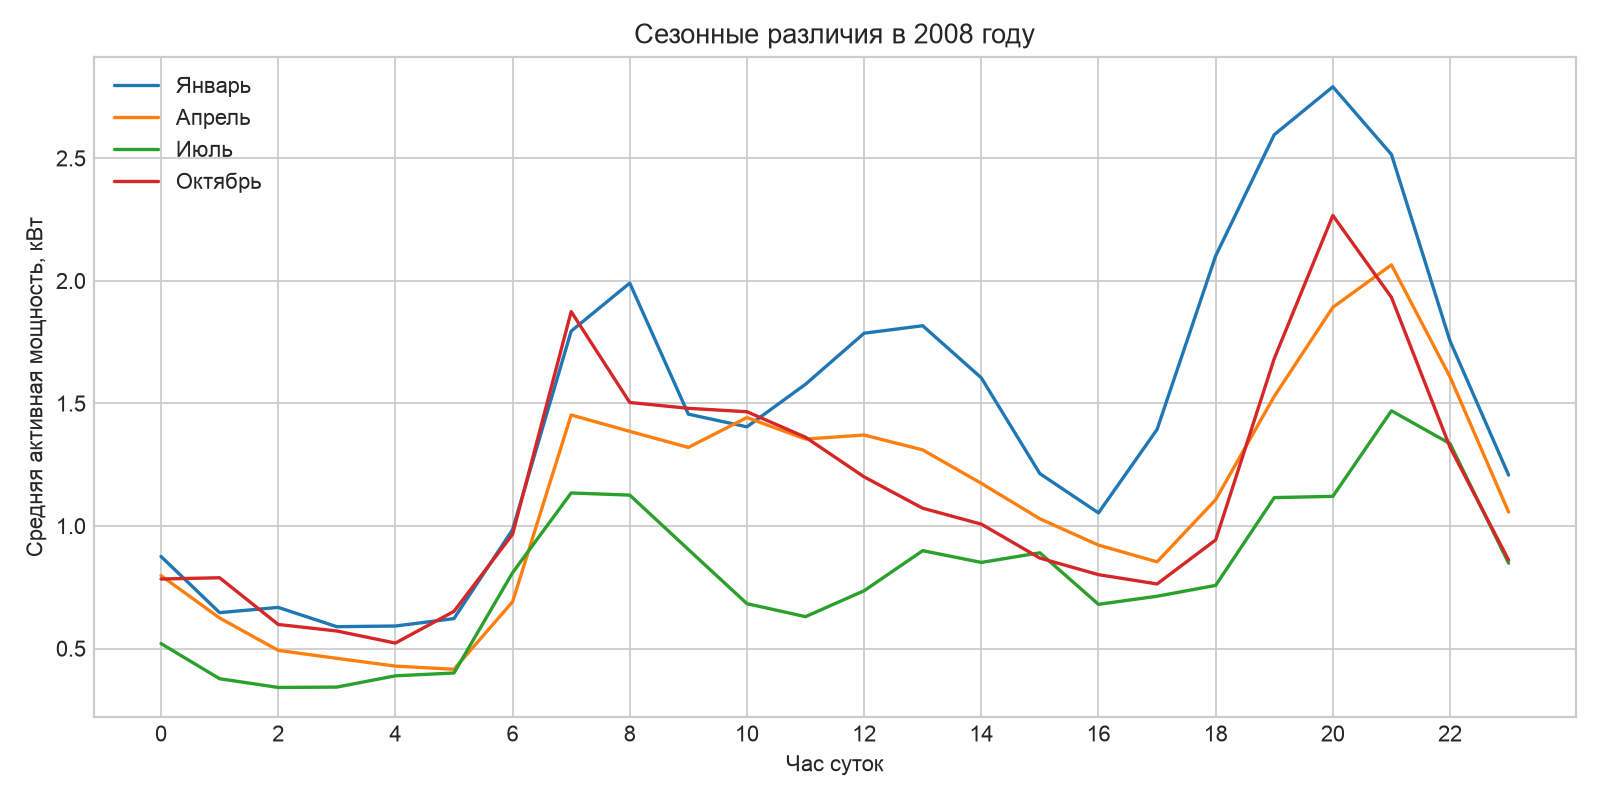 Сезонные различия в 2008 году
Январь
Апрель
Июль
Октябрь
Средняя активная мощность, кВт
2.5
2.0
1.5
1.0
0.5
0 2 4 6 8 10 12 14 16 18 20 22
Час суток